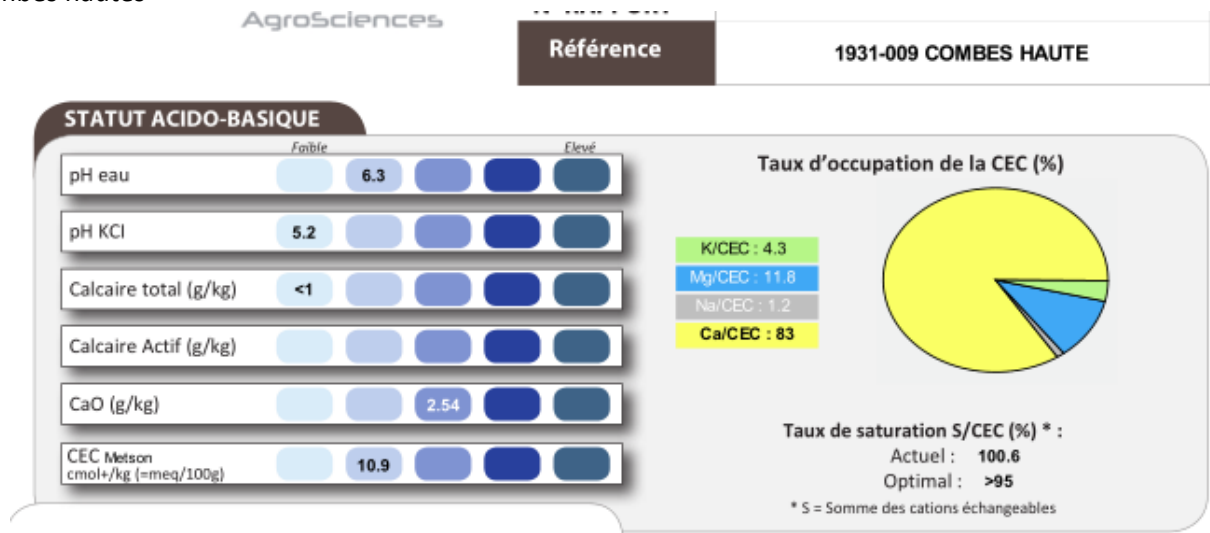 AgroSciences
Référence
1931-009 COMBES HAUTE
STATUT ACIDO-BASIQUE
Faible
Elevé
pH eau
6.3
pH KCl
5.2
Calcaire total (g/kg)
<1
Calcaire Actif (g/kg)
CaO (g/kg)
2.54
CEC Metson
cmol+/kg (=meq/100g)
10.9
Taux d’occupation de la CEC (%)
K/CEC : 4.3
Mg/CEC : 11.8
Na/CEC : 1.2
Ca/CEC : 83
Taux de saturation S/CEC (%) * :
Actuel : 100.6
Optimal : >95
* S = Somme des cations échangeables